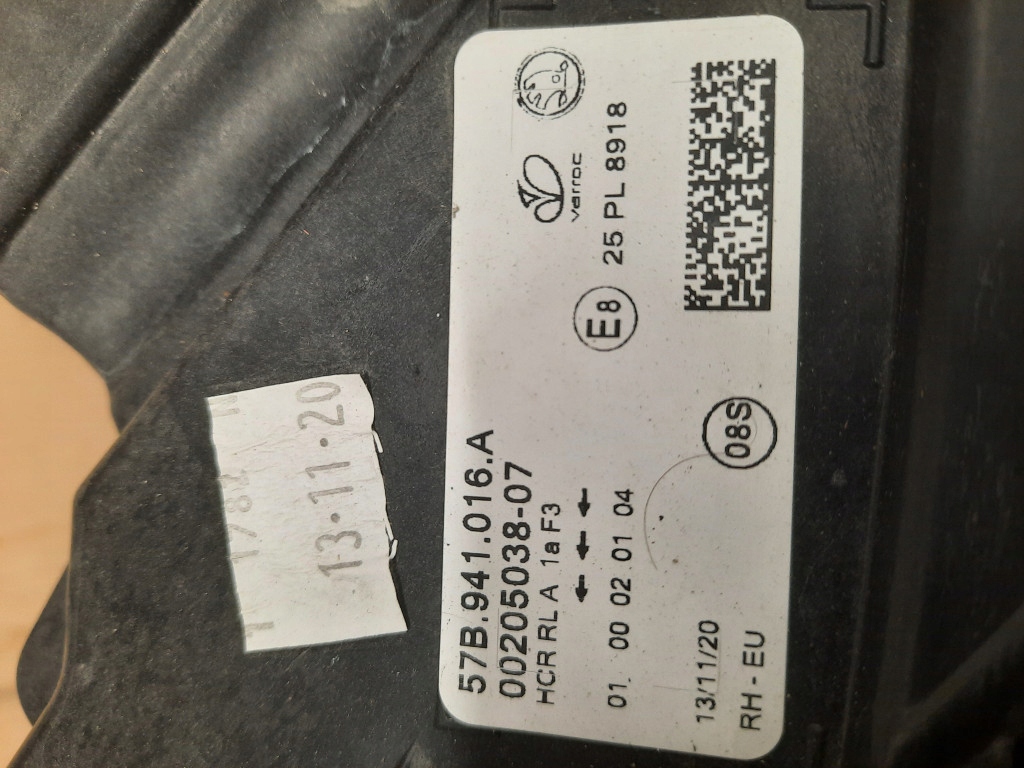 57B.941.016.A
00205038-07
HCR RL A 1a F3
01. 00 02 01 04
varroc
E8 25 PL 8918
08S
13/11/20
RH - EU
13·11·20